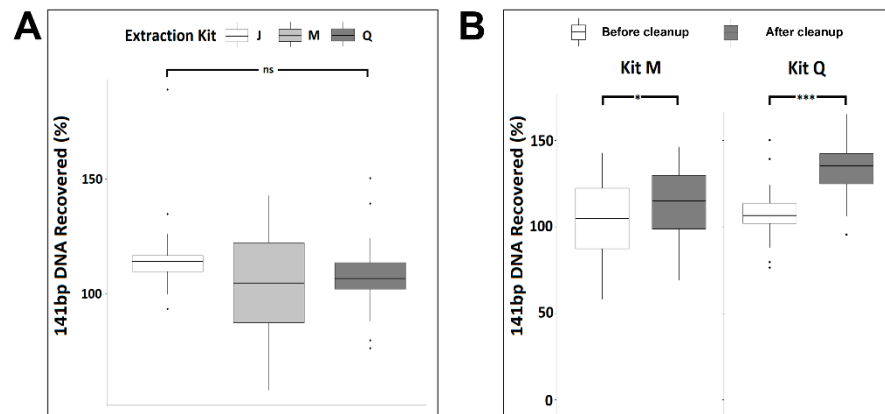 A
Extraction Kit J M Q
ns
141bp DNA Recovered (%)
150
100
B
Before cleanup After cleanup
Kit M Kit Q
* ***
141bp DNA Recovered (%)
150
100
50
0